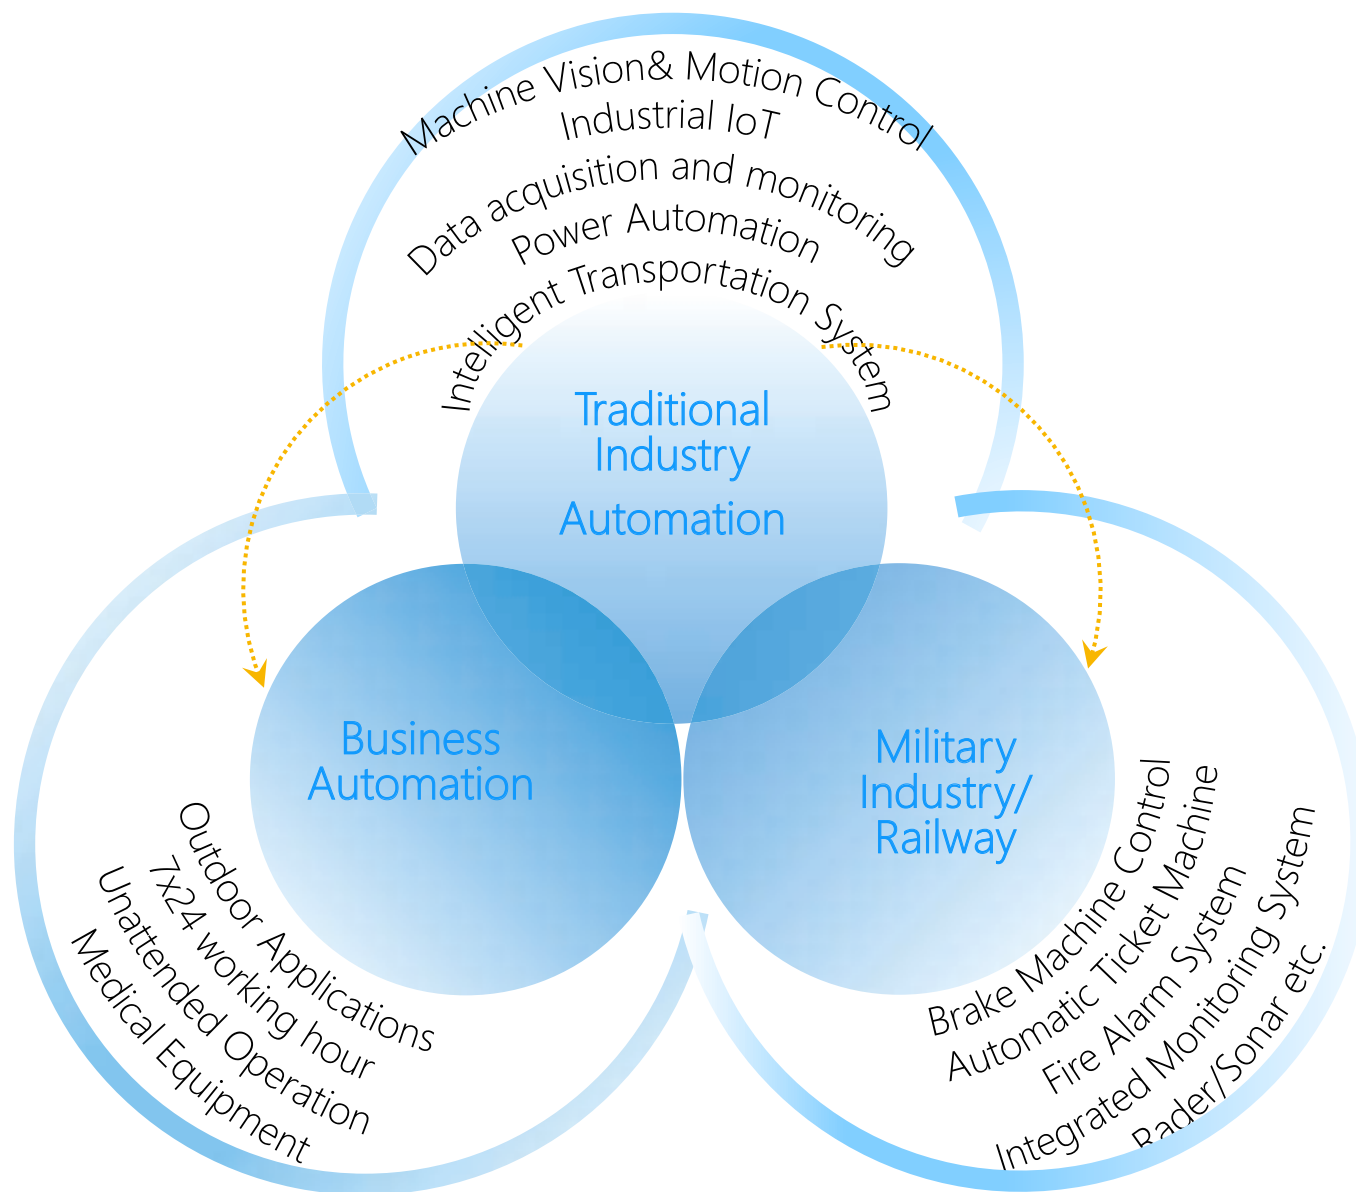 Machine Vision& Motion Control
Industrial IoT
Data acquisition and monitoring
Power Automation
Intelligent Transportation System
Traditional
Industry
Automation
Business
Automation
Outdoor Applications
7x24 working hour
Unattended Operation
Medical Equipment
Military
Industry/
Railway
Brake Machine Control
Automatic Ticket Machine
Fire Alarm System
Integrated Monitoring System
Rader/Sonar etc.